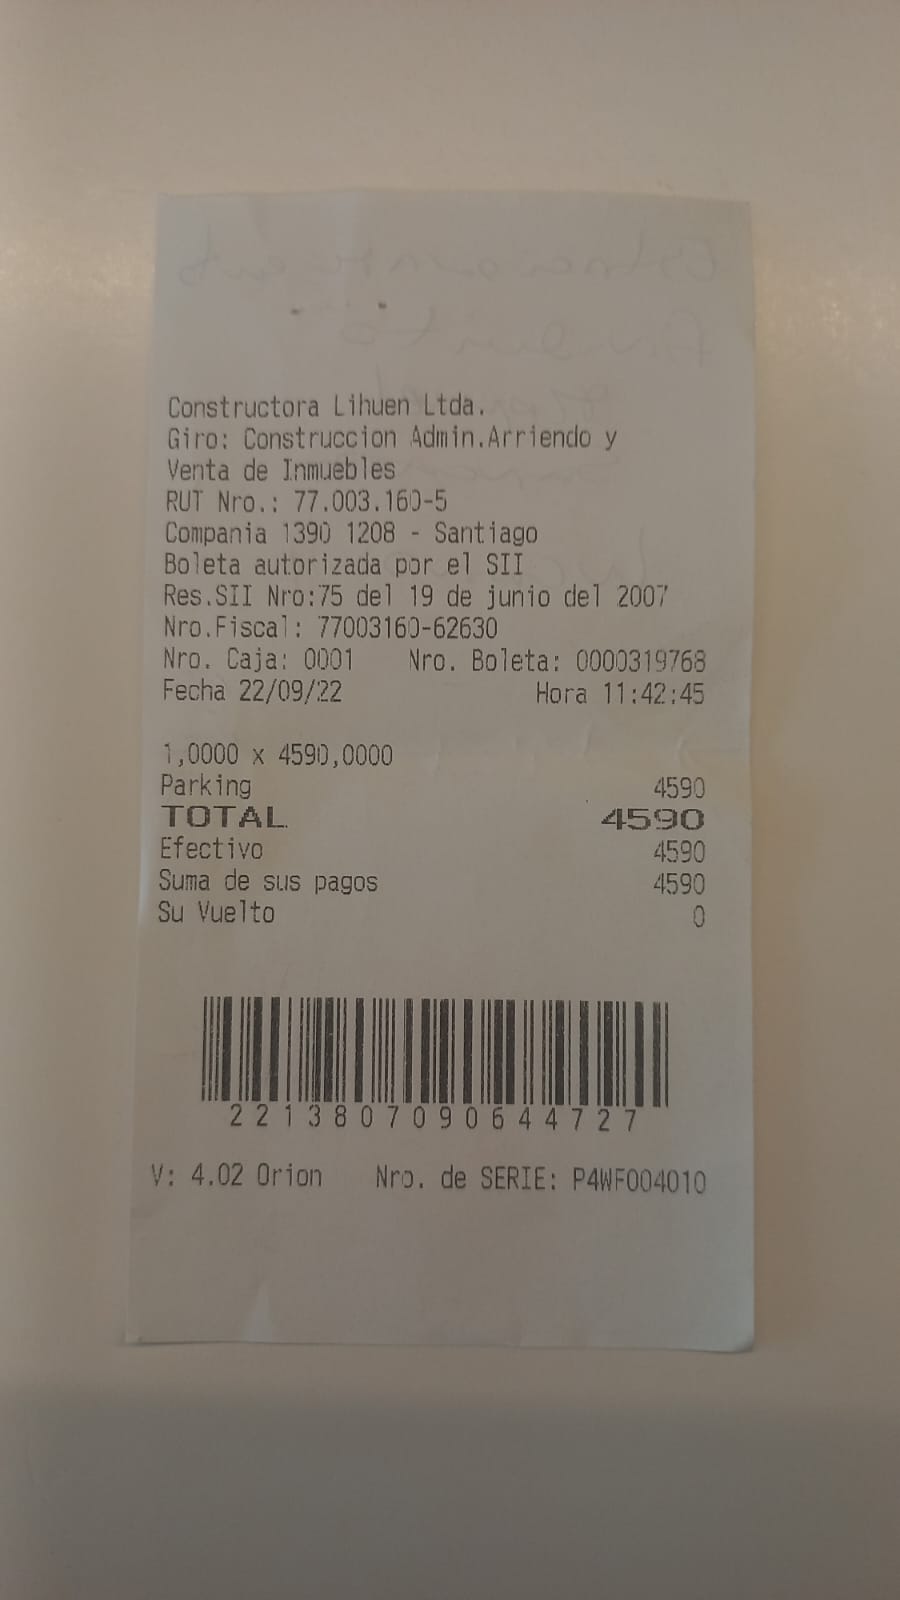 Constructora Lihuen Ltda.
Giro: Construccion Admin.Arriendo y
Venta de Inmuebles
RUT Nro.: 77.003.160-5
Compania 1390 1208 - Santiago
Boleta autorizada por el SII
Res.SII Nro:75 del 19 de junio del 2007
Nro.Fiscal: 77003160-62630
Nro. Caja: 0001 Nro. Boleta: 0000319768
Fecha 22/09/22 Hora 11:42:45
1,0000 x 4590,0000
Parking 4590
TOTAL 4590
Efectivo 4590
Suma de sus pagos 4590
Su Vuelto 0
2213807090644727
V: 4.02 Orion Nro. de SERIE: P4WF004010